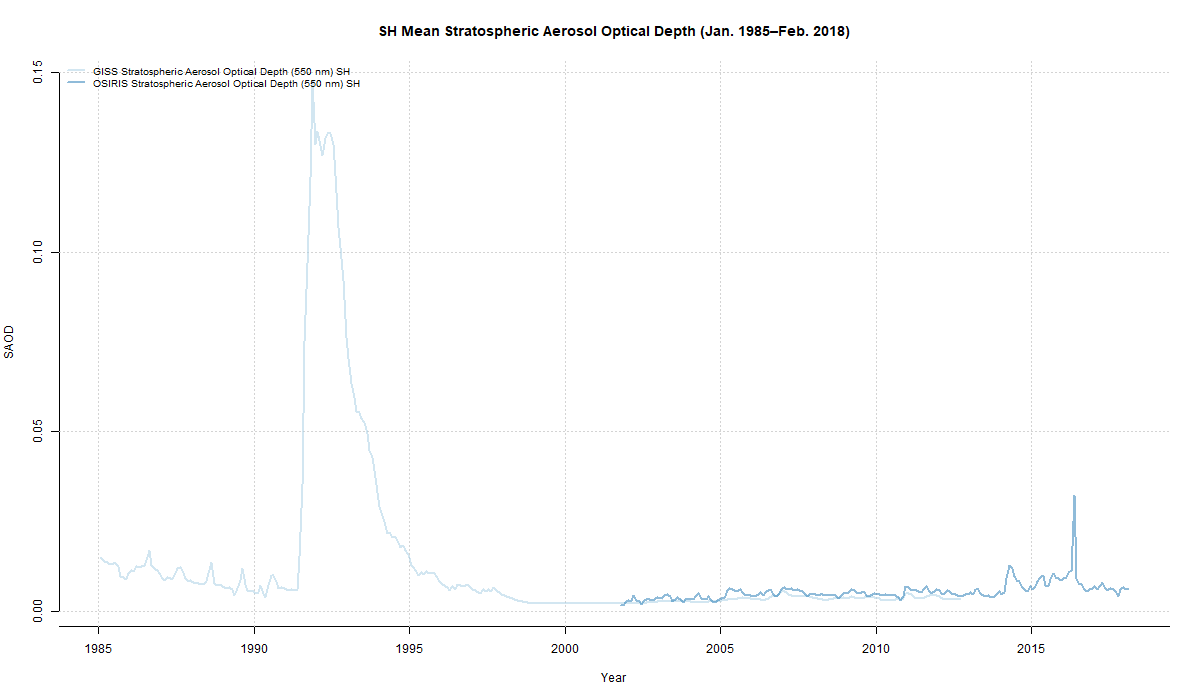 SH Mean Stratospheric Aerosol Optical Depth (Jan. 1985–Feb. 2018)
GISS Stratospheric Aerosol Optical Depth (550 nm) SH
OSIRIS Stratospheric Aerosol Optical Depth (550 nm) SH
0.15
0.10
0.05
0.00
SAOD
1985 1990 1995 2000 2005 2010 2015
Year